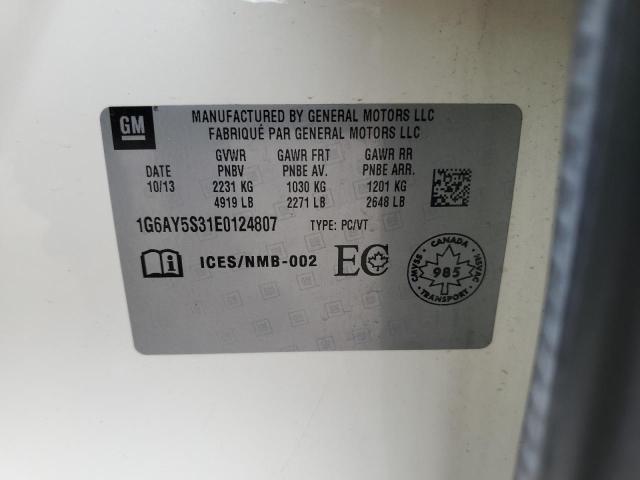 GM
MANUFACTURED BY GENERAL MOTORS LLC
FABRIQUÉ PAR GENERAL MOTORS LLC
GVWR GAWR FRT GAWR RR
DATE PNBV PNBE AV. PNBE ARR.
10/13 2231 KG 1030 KG 1201 KG
4919 LB 2271 LB 2648 LB
1G6AY5S31E0124807 TYPE: PC/VT
ICES/NMB-002 EC
CANADA
CMVSS 985 NSVAC
TRANSPORT